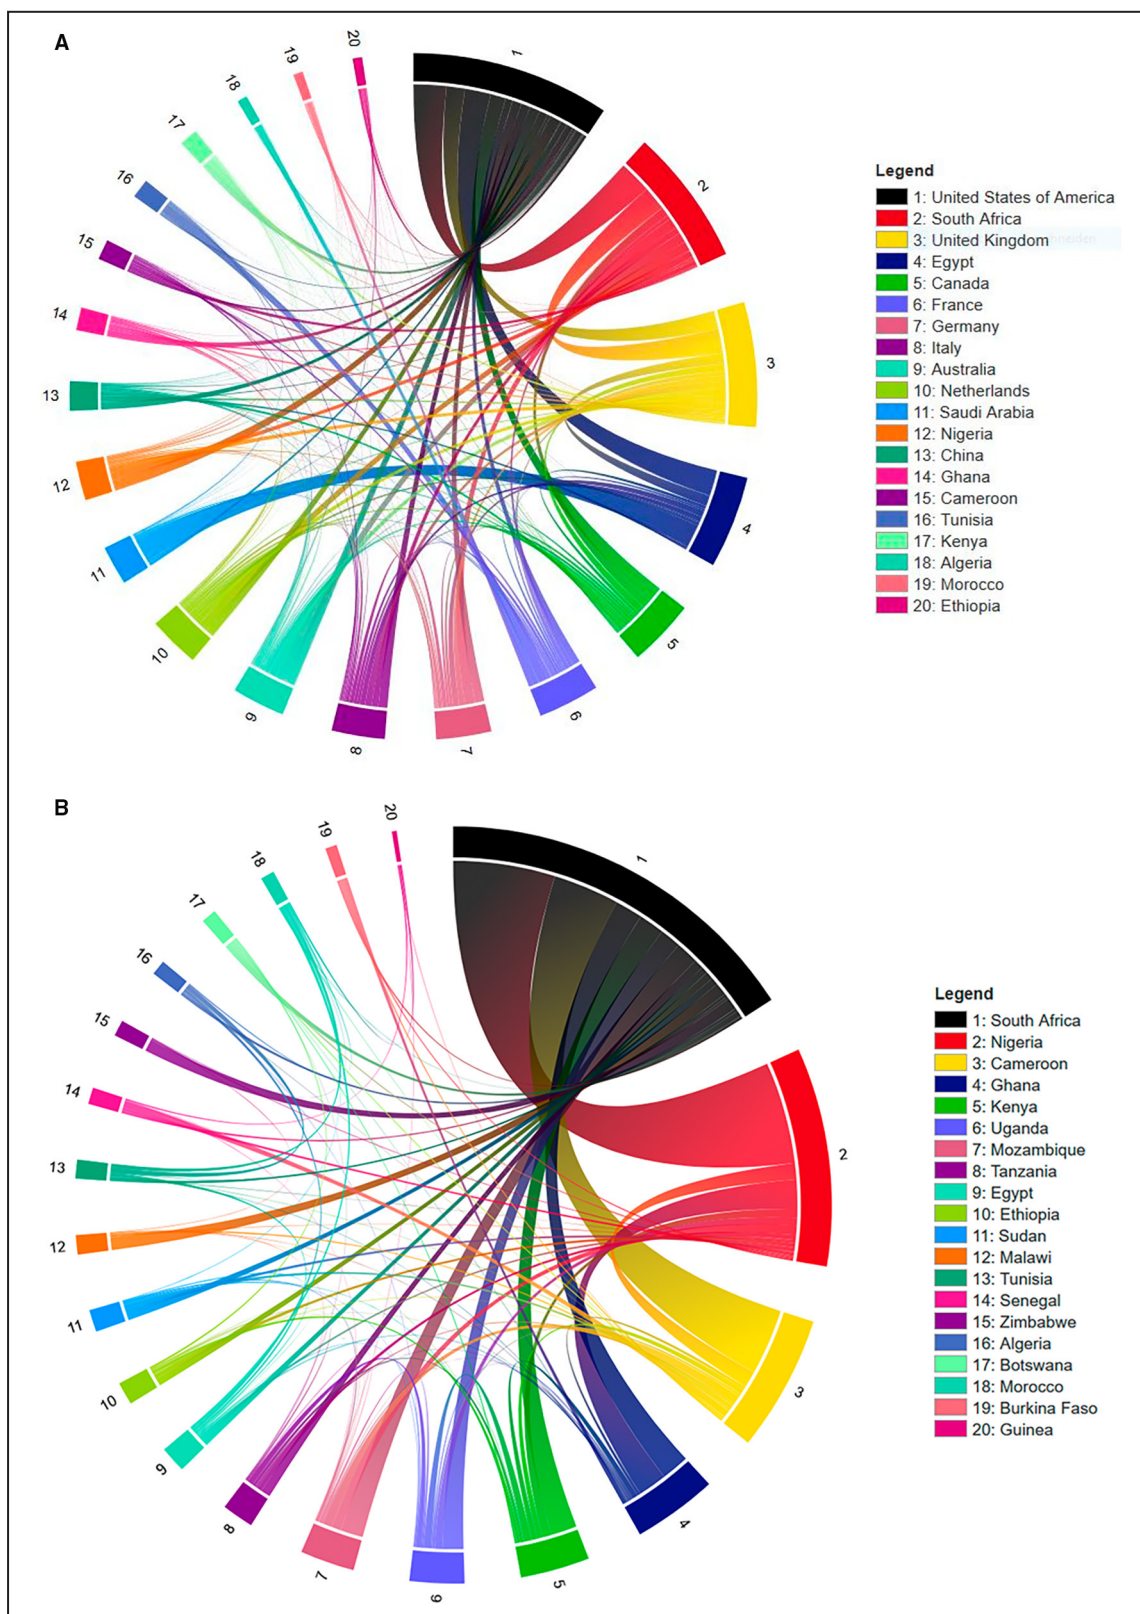 A
1
2
3
4
5
6
7
8
9
10
11
12
13
14
15
16
17
18
19
20
Legend
1: United States of America
2: South Africa
3: United Kingdom
4: Egypt
5: Canada
6: France
7: Germany
8: Italy
9: Australia
10: Netherlands
11: Saudi Arabia
12: Nigeria
13: China
14: Ghana
15: Cameroon
16: Tunisia
17: Kenya
18: Algeria
19: Morocco
20: Ethiopia
B
1
2
3
4
5
6
7
8
9
10
11
12
13
14
15
16
17
18
19
20
Legend
1: South Africa
2: Nigeria
3: Cameroon
4: Ghana
5: Kenya
6: Uganda
7: Mozambique
8: Tanzania
9: Egypt
10: Ethiopia
11: Sudan
12: Malawi
13: Tunisia
14: Senegal
15: Zimbabwe
16: Algeria
17: Botswana
18: Morocco
19: Burkina Faso
20: Guinea